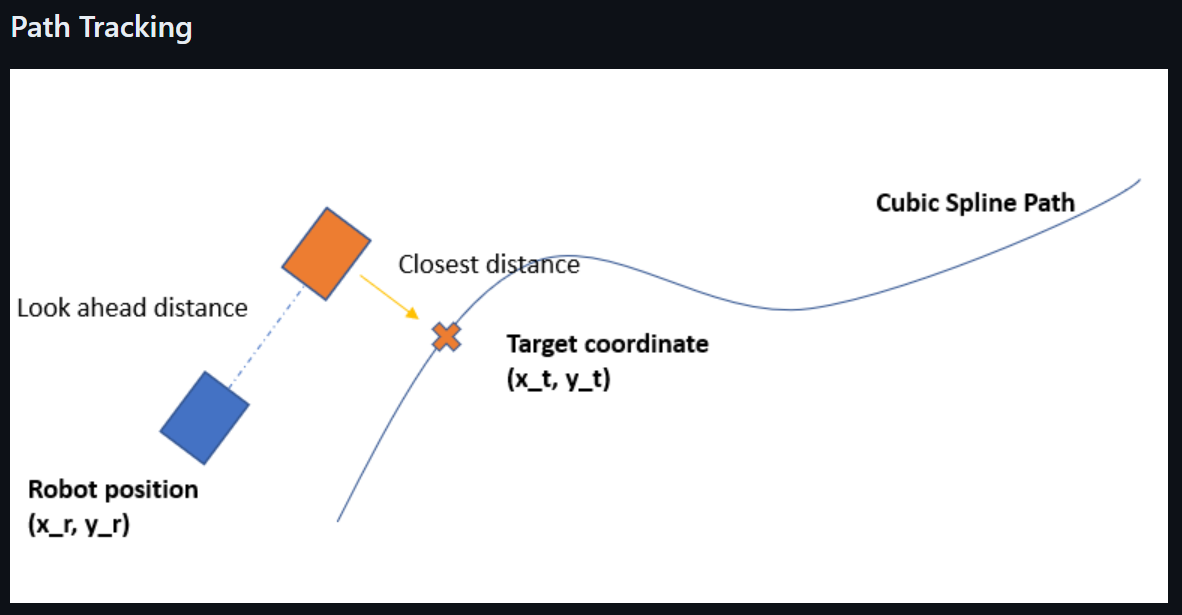 Path Tracking
Cubic Spline Path
Closest distance
Look ahead distance
Target coordinate
(x_t, y_t)
Robot position
(x_r, y_r)